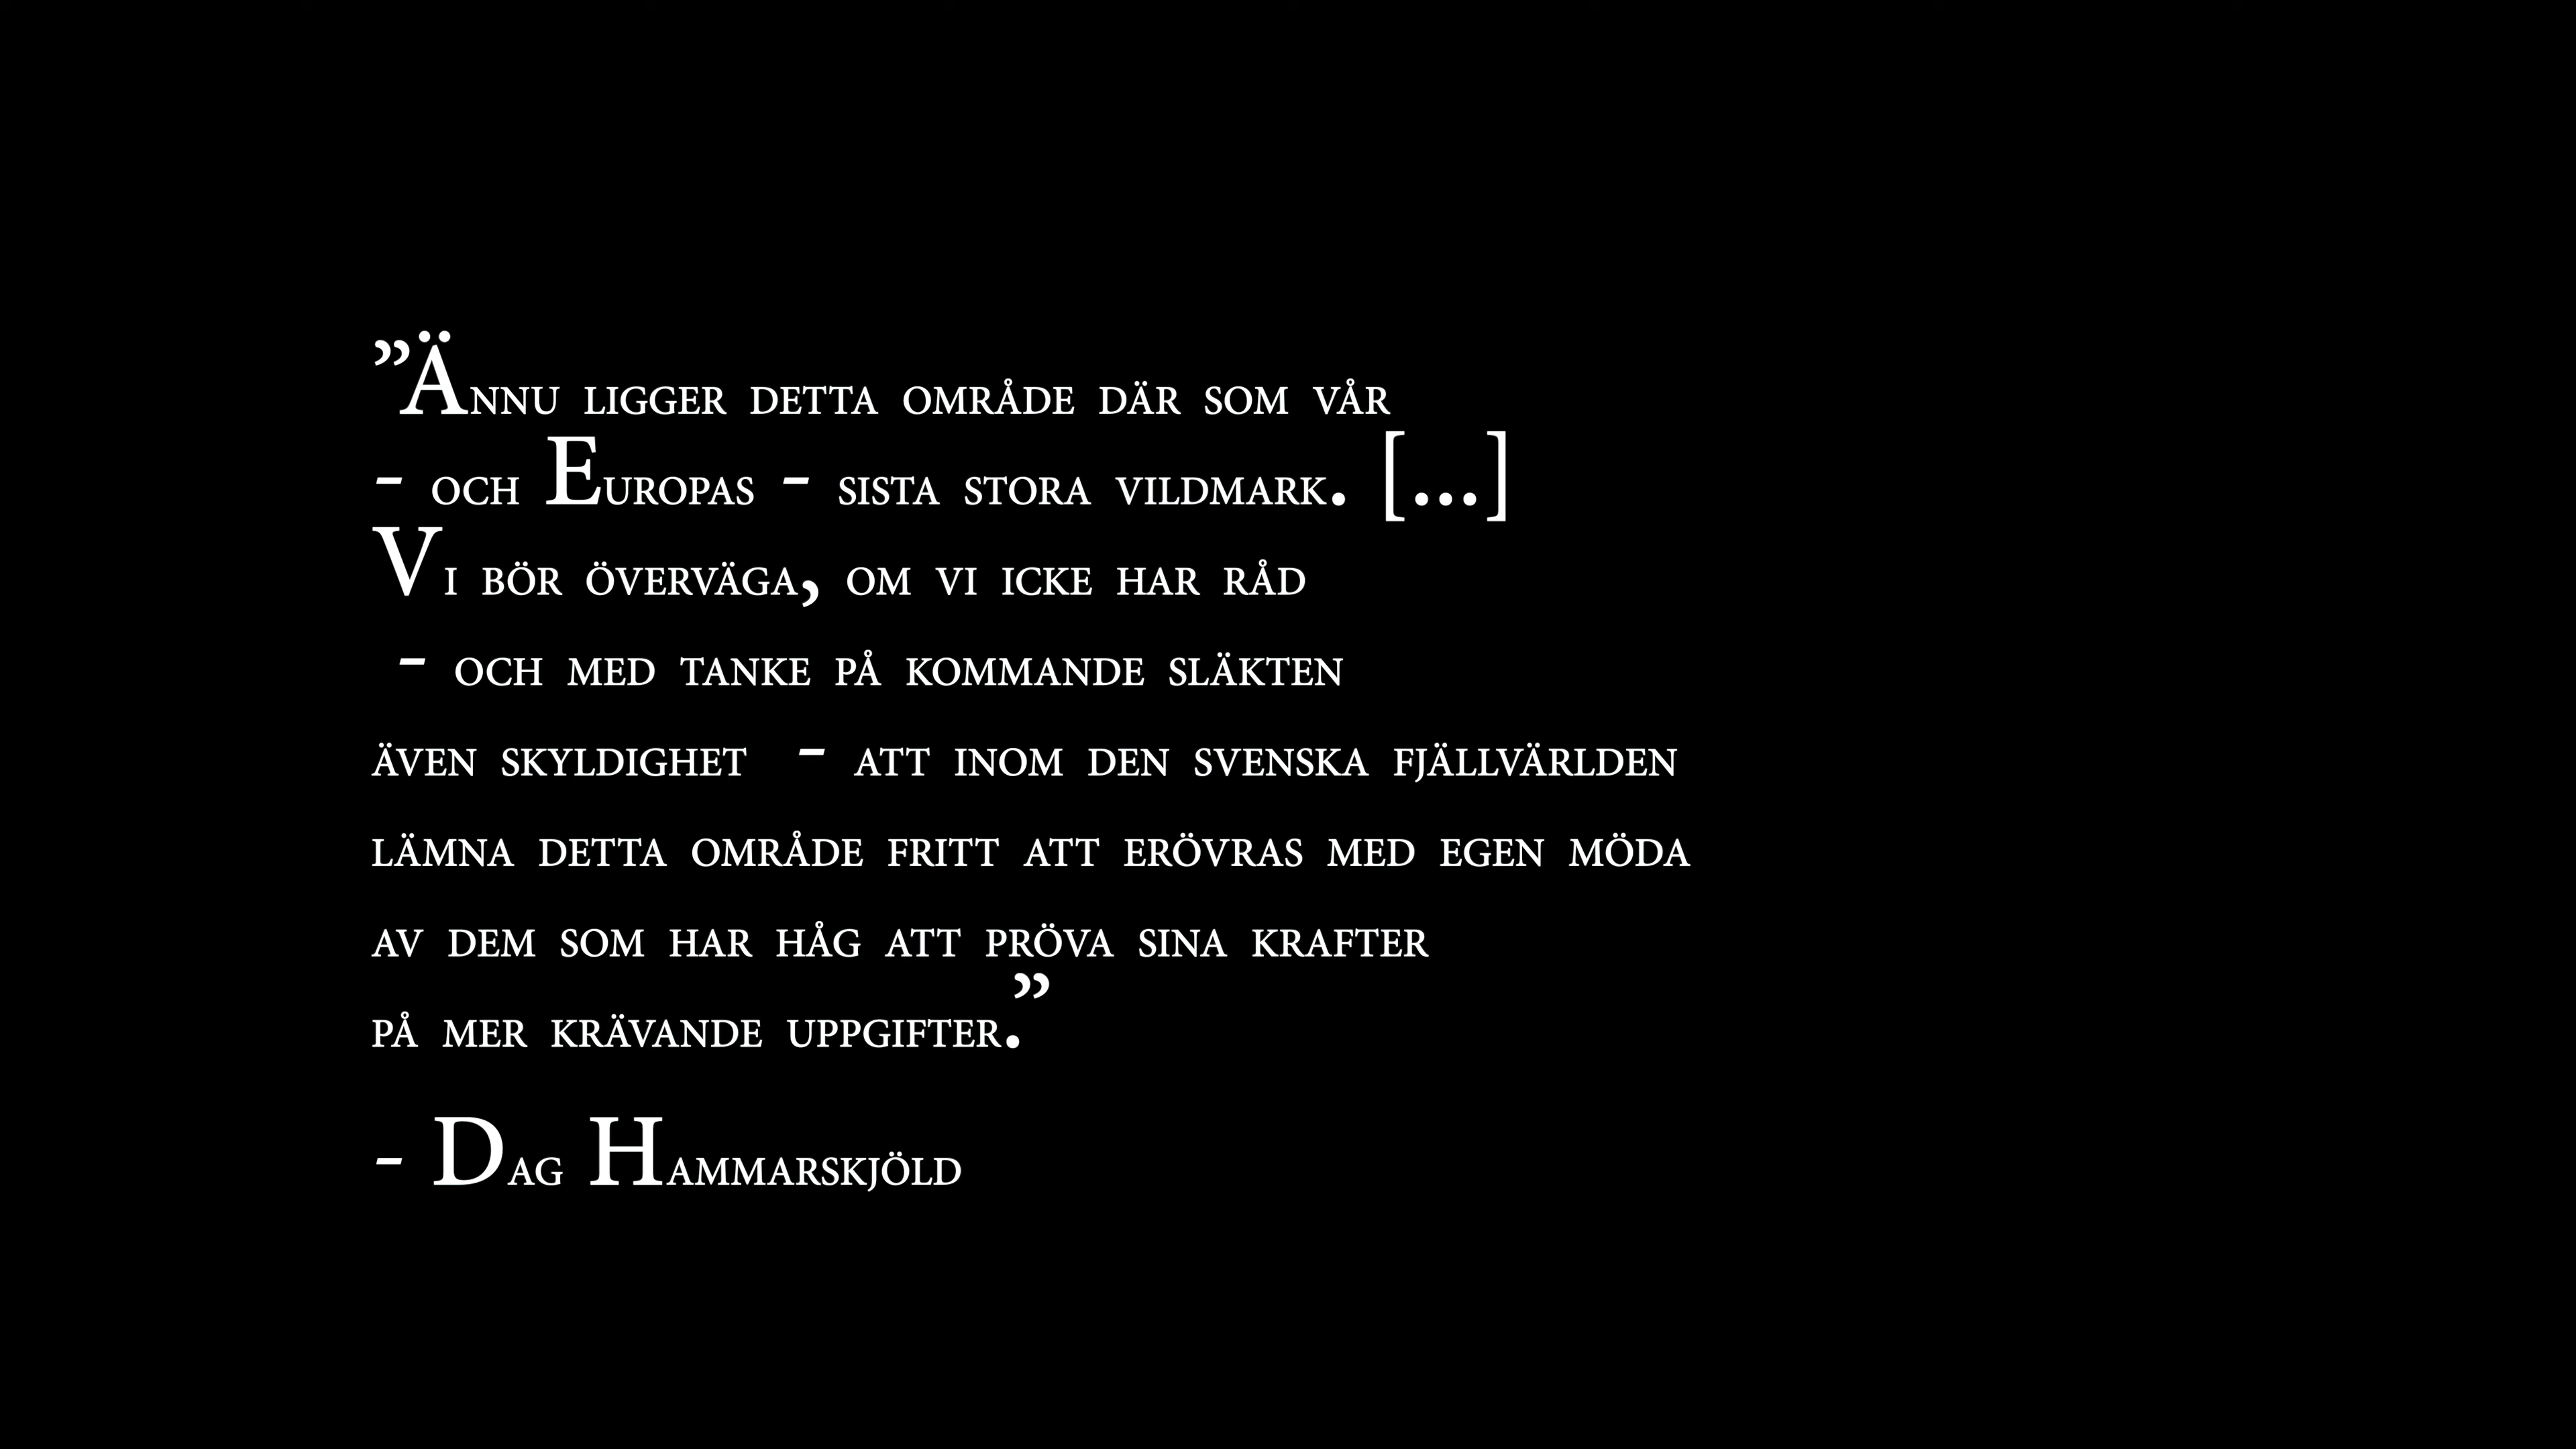 ”Ännu ligger detta område där som vår
- och Europas - sista stora vildmark. [...]
Vi bör överväga, om vi icke har råd
- och med tanke på kommande släkten
även skyldighet - att inom den svenska fjällvärlden
lämna detta område fritt att erövras med egen möda
av dem som har håg att pröva sina krafter
på mer krävande uppgifter.”
- Dag Hammarskjöld